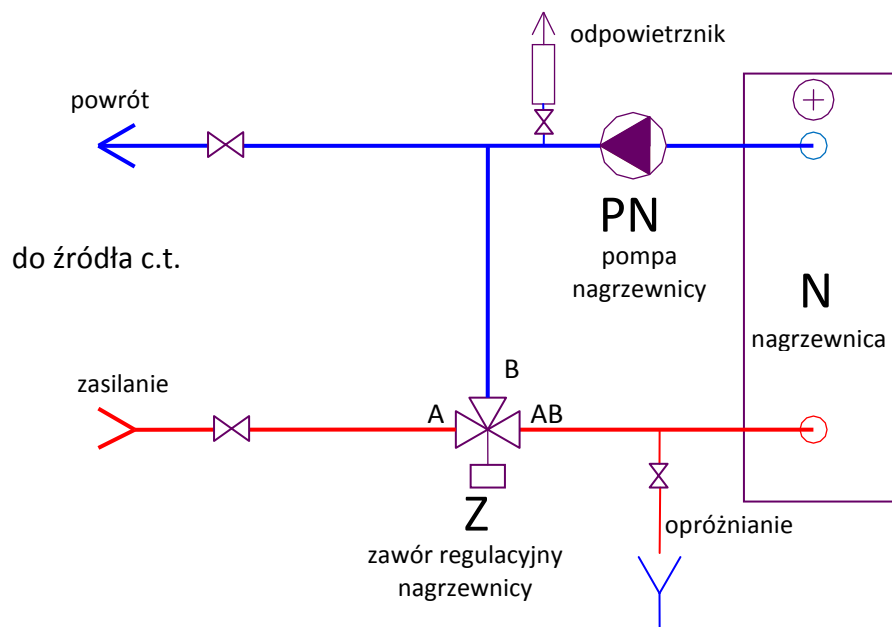 odpowietrznik
powrót
PN
pompa
nagrzewnicy
do źródła c.t.
N
nagrzewnica
zasilanie
B
A
AB
Z
zawór regulacyjny
nagrzewnicy
opróżnianie